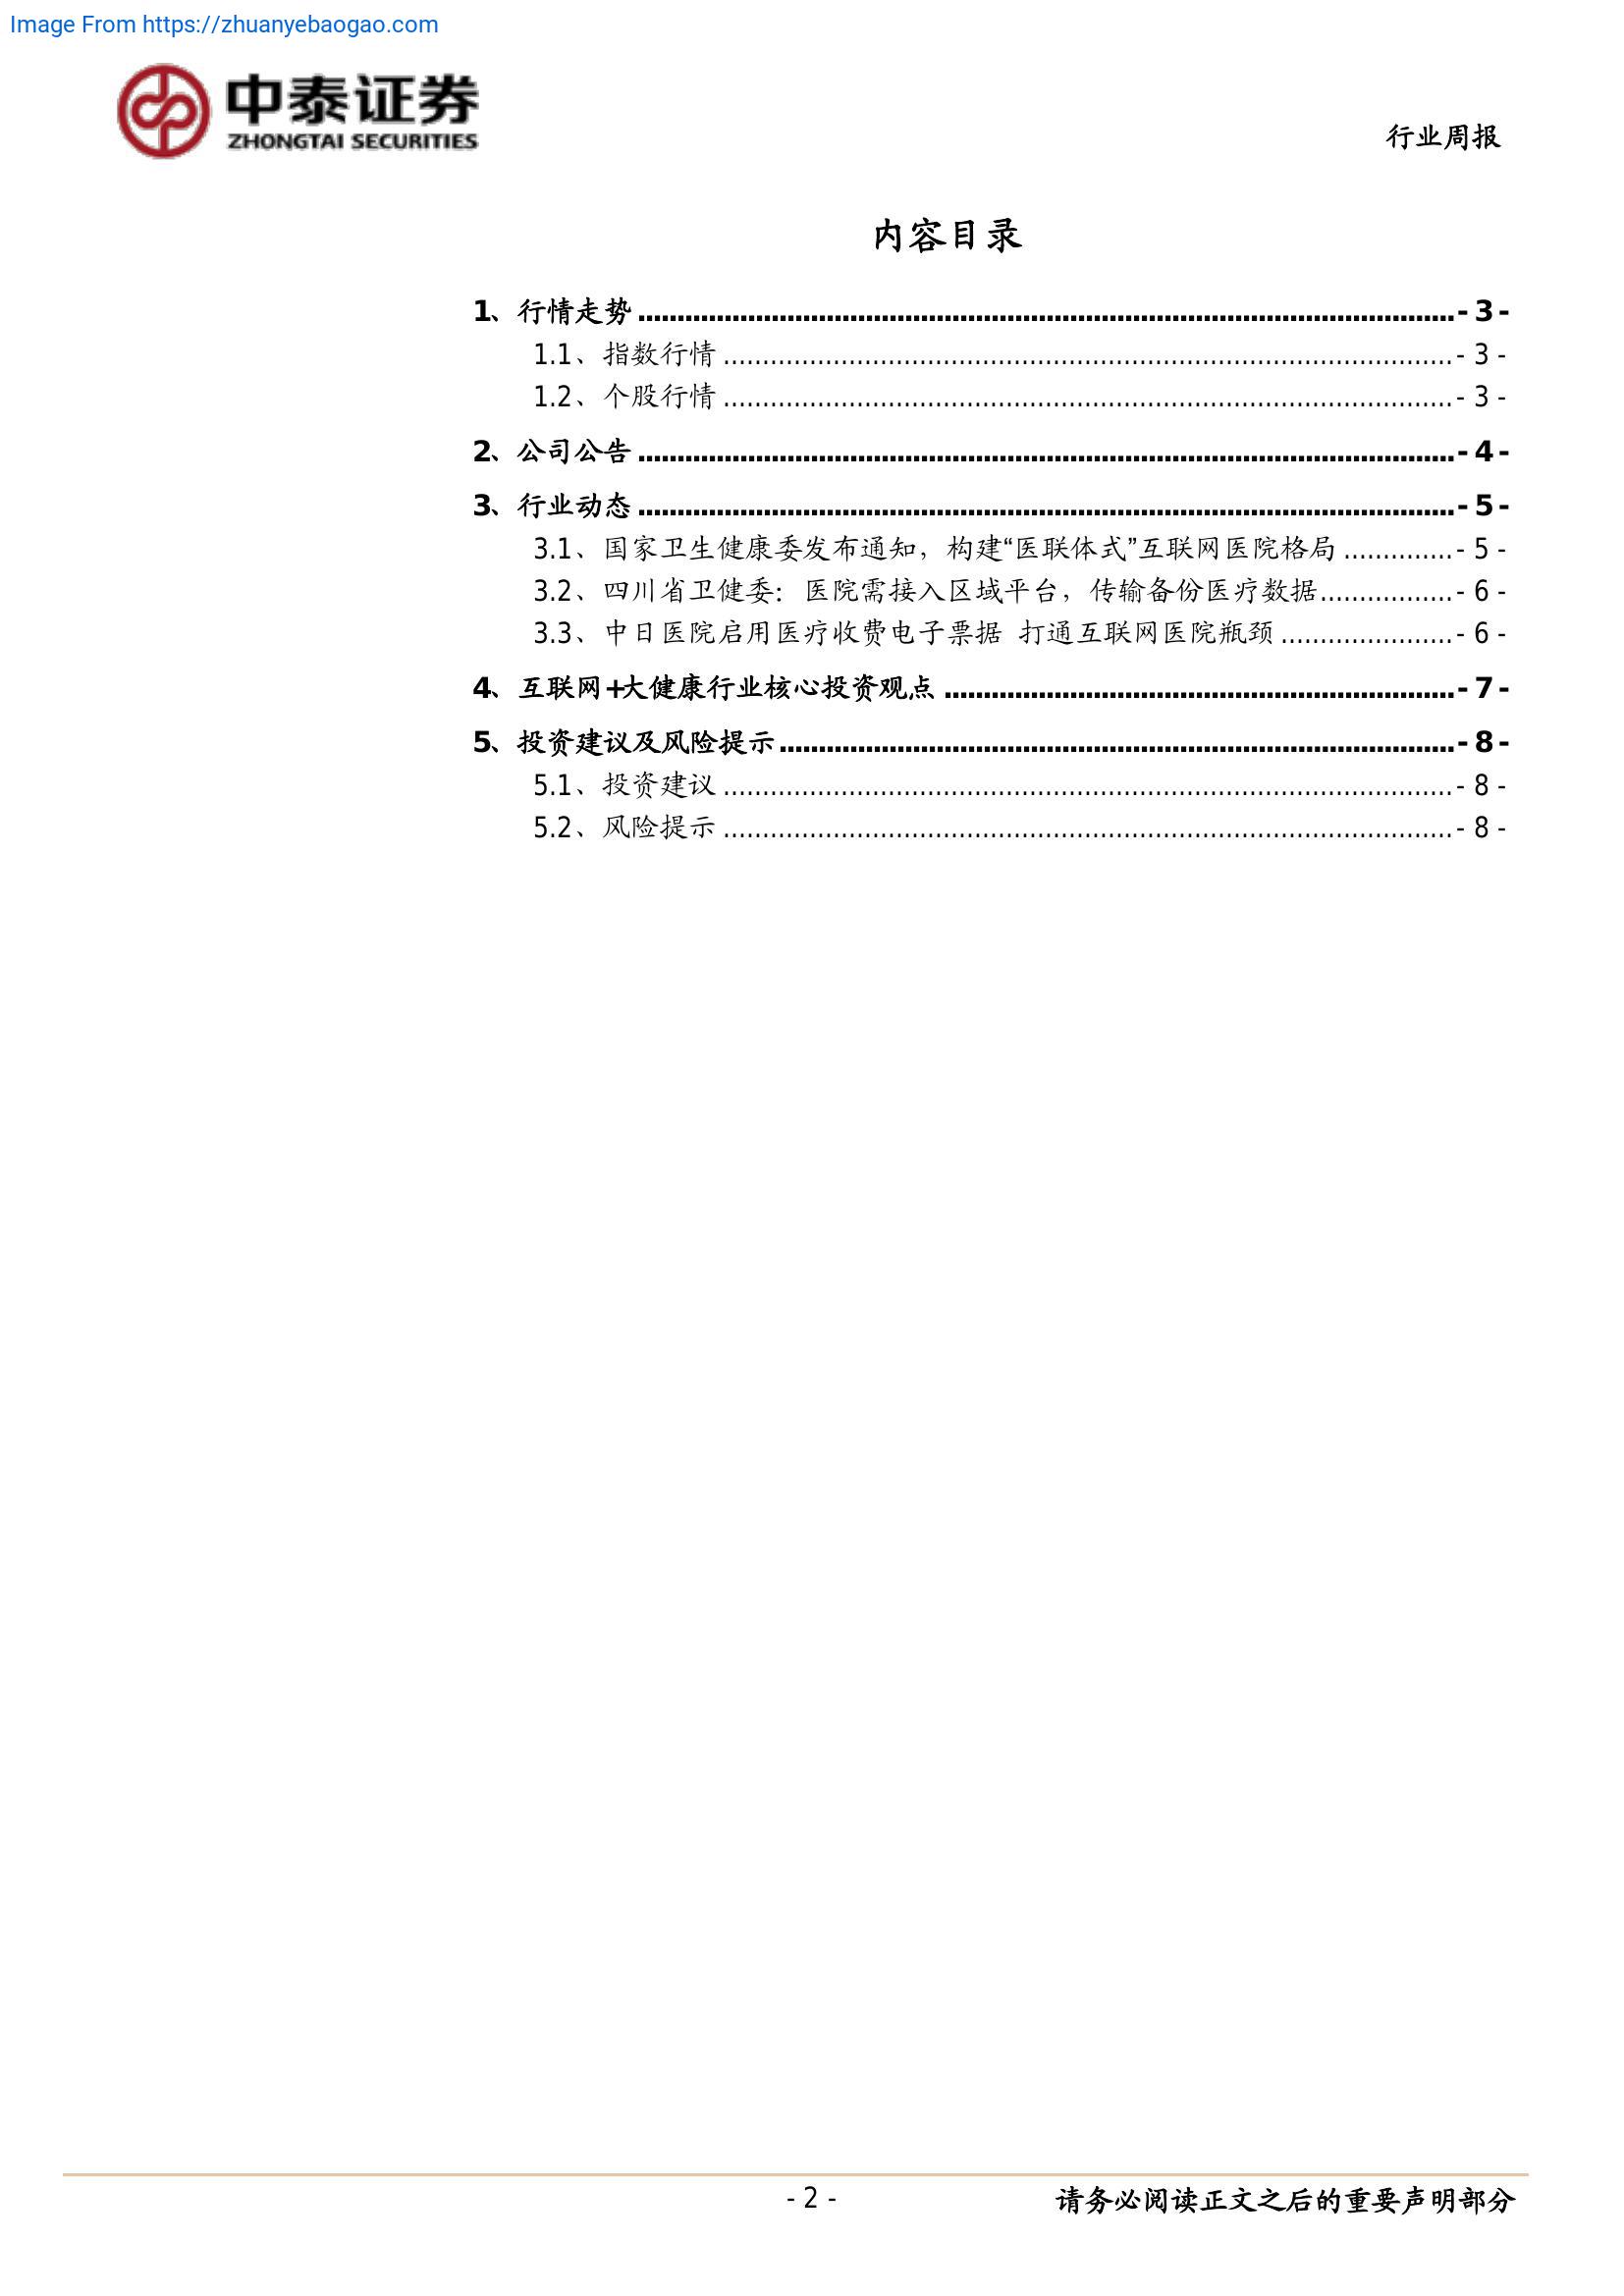 Image From https://zhuanyebaogao.com
中泰证券
ZHONGTAI SECURITIES
行业周报
内容目录
1、行情走势 ........................................................................................................ - 3 -
1.1、指数行情 ............................................................................................. - 3 -
1.2、个股行情 ............................................................................................. - 3 -
2、公司公告 ........................................................................................................ - 4 -
3、行业动态 ........................................................................................................ - 5 -
3.1、国家卫生健康委发布通知，构建“医联体式”互联网医院格局 .............. - 5 -
3.2、四川省卫健委：医院需接入区域平台，传输备份医疗数据................. - 6 -
3.3、中日医院启用医疗收费电子票据 打通互联网医院瓶颈 ...................... - 6 -
4、互联网+大健康行业核心投资观点 ................................................................. - 7 -
5、投资建议及风险提示...................................................................................... - 8 -
5.1、投资建议 ............................................................................................. - 8 -
5.2、风险提示 ............................................................................................. - 8 -
- 2 -
请务必阅读正文之后的重要声明部分